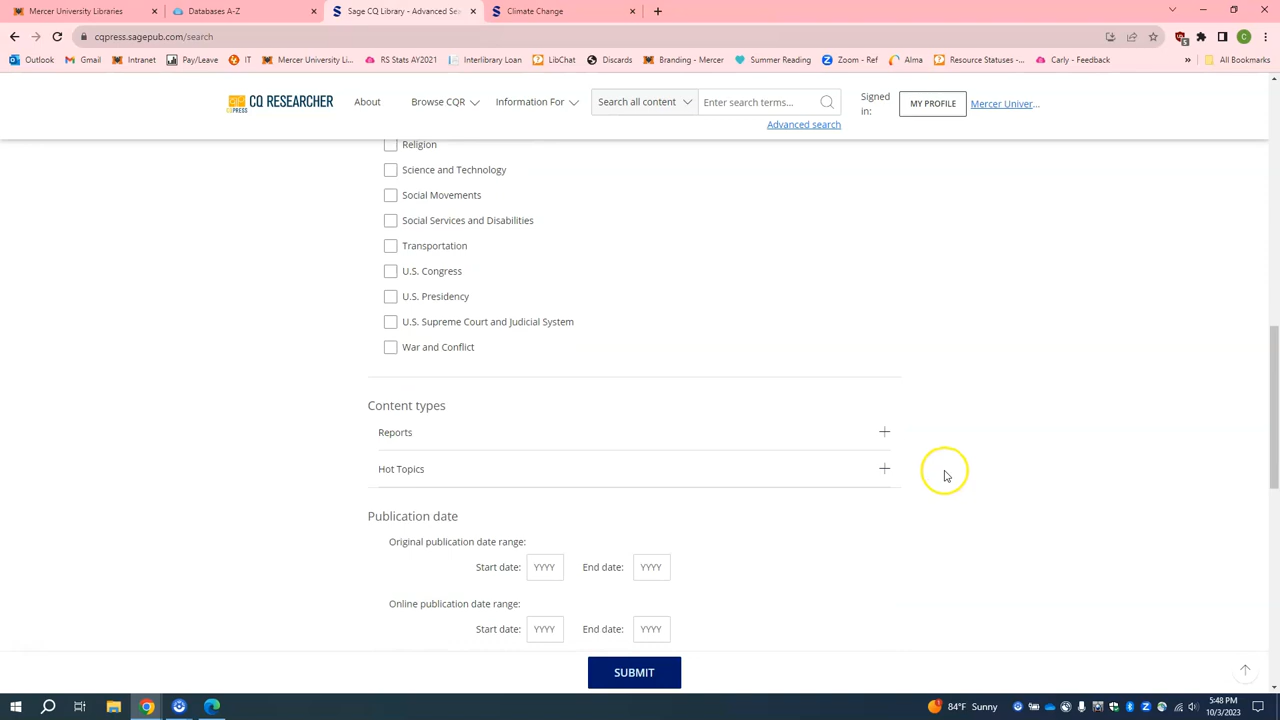 Mercer University Libraries
Databases A-Z
Sage CQ Library - Advanced Se
Climate Change
cqpress.sagepub.com/search
Outlook
Gmail
Intranet
Pay/Leave
IT
Mercer University Li...
RS Stats AY2021
Interlibrary Loan
LibChat
Discards
Branding - Mercer
Summer Reading
Zoom - Ref
Alma
Resource Statuses -...
Carly - Feedback
All Bookmarks
CQ PRESS
CQ RESEARCHER
About
Browse CQR
Information For
Search all content
Enter search terms...
Signed in:
MY PROFILE
Mercer Univer...
Advanced search
Religion
Science and Technology
Social Movements
Social Services and Disabilities
Transportation
U.S. Congress
U.S. Presidency
U.S. Supreme Court and Judicial System
War and Conflict
Content types
Reports
Hot Topics
Publication date
Original publication date range:
Start date: YYYY End date: YYYY
Online publication date range:
Start date: YYYY End date: YYYY
SUBMIT
84°F Sunny
5:48 PM
10/3/2023